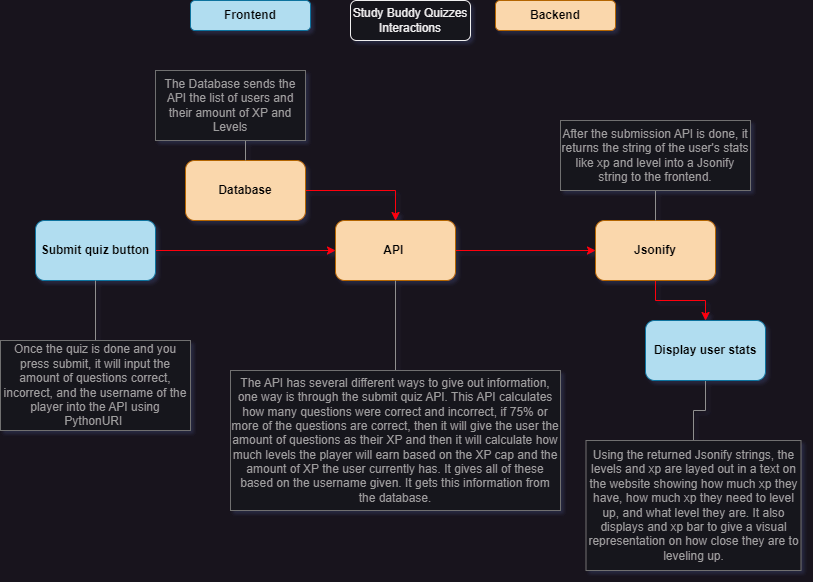 Frontend
Study Buddy Quizzes
Interactions
Backend
The Database sends the
API the list of users and
their amount of XP and
Levels
After the submission API is done, it
returns the string of the user's stats
like xp and level into a Jsonify
string to the frontend.
Database
Submit quiz button
API
Jsonify
Display user stats
Once the quiz is done and you
press submit, it will input the
amount of questions correct,
incorrect, and the username of the
player into the API using
PythonURI
The API has several different ways to give out information,
one way is through the submit quiz API. This API calculates
how many questions were correct and incorrect, if 75% or
more of the questions are correct, then it will give the user the
amount of questions as their XP and then it will calculate how
much levels the player will earn based on the XP cap and the
amount of XP the user currently has. It gives all of these
based on the username given. It gets this information from
the database.
Using the returned Jsonify strings, the
levels and xp are layed out in a text on
the website showing how much xp they
have, how much xp they need to level
up, and what level they are. It also
displays and xp bar to give a visual
representation on how close they are to
leveling up.